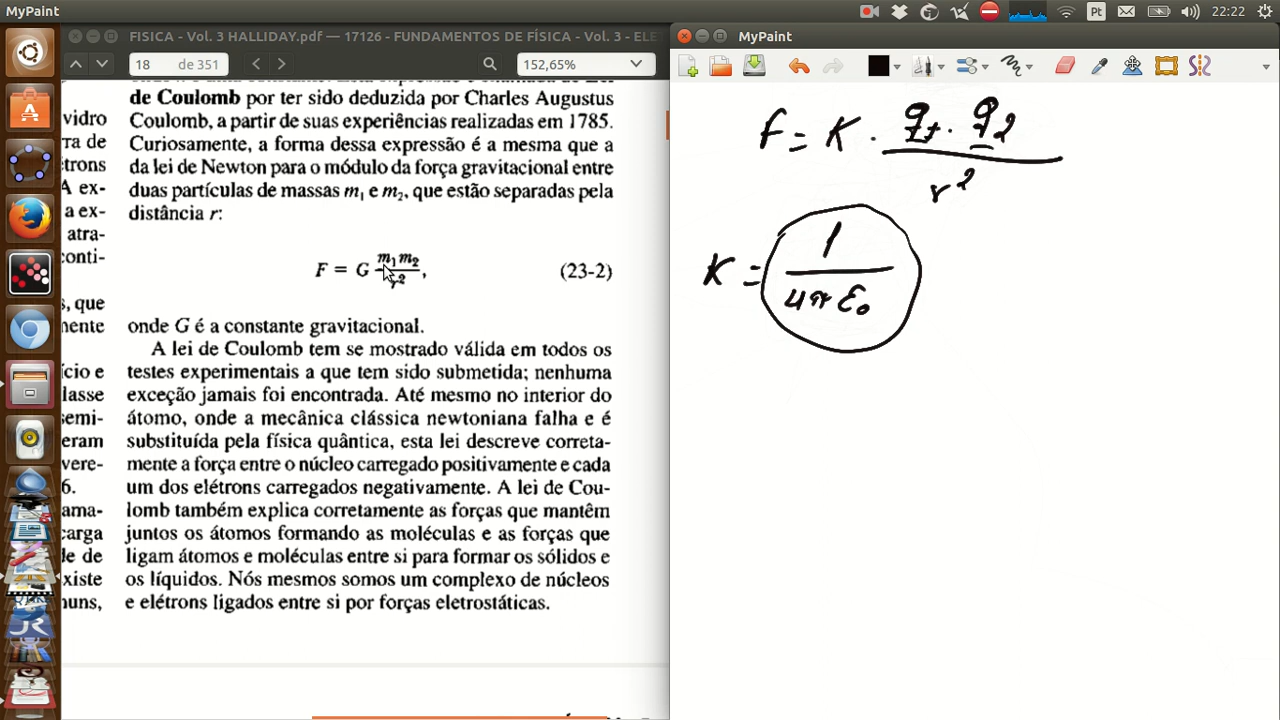 MyPaint
Pt
22:22
FISICA - Vol. 3 HALLIDAY.pdf — 17126 - FUNDAMENTOS DE FÍSICA - Vol. 3 - ELE
18 de 351
152,65%
de Coulomb por ter sido deduzida por Charles Augustus
Coulomb, a partir de suas experiências realizadas em 1785.
Curiosamente, a forma dessa expressão é a mesma que a
da lei de Newton para o módulo da força gravitacional entre
duas partículas de massas m₁ e m₂, que estão separadas pela
distância r:
F = G m₁m₂ / r², (23-2)
onde G é a constante gravitacional.
A lei de Coulomb tem se mostrado válida em todos os
testes experimentais a que tem sido submetida; nenhuma
exceção jamais foi encontrada. Até mesmo no interior do
átomo, onde a mecânica clássica newtoniana falha e é
substituída pela física quântica, esta lei descreve correta-
mente a força entre o núcleo carregado positivamente e cada
um dos elétrons carregados negativamente. A lei de Cou-
lomb também explica corretamente as forças que mantêm
juntos os átomos formando as moléculas e as forças que
ligam átomos e moléculas entre si para formar os sólidos e
os líquidos. Nós mesmos somos um complexo de núcleos
e elétrons ligados entre si por forças eletrostáticas.
vidro
ra de
trons
A ex-
a ex-
atra-
conti-
s, que
mente
ício e
lasse
semi-
eram
vere-
6.
ama-
carga
de de
xiste
nuns,
MyPaint
F = K · q₁ · q₂ / r²
K = 1 / 4π ε₀